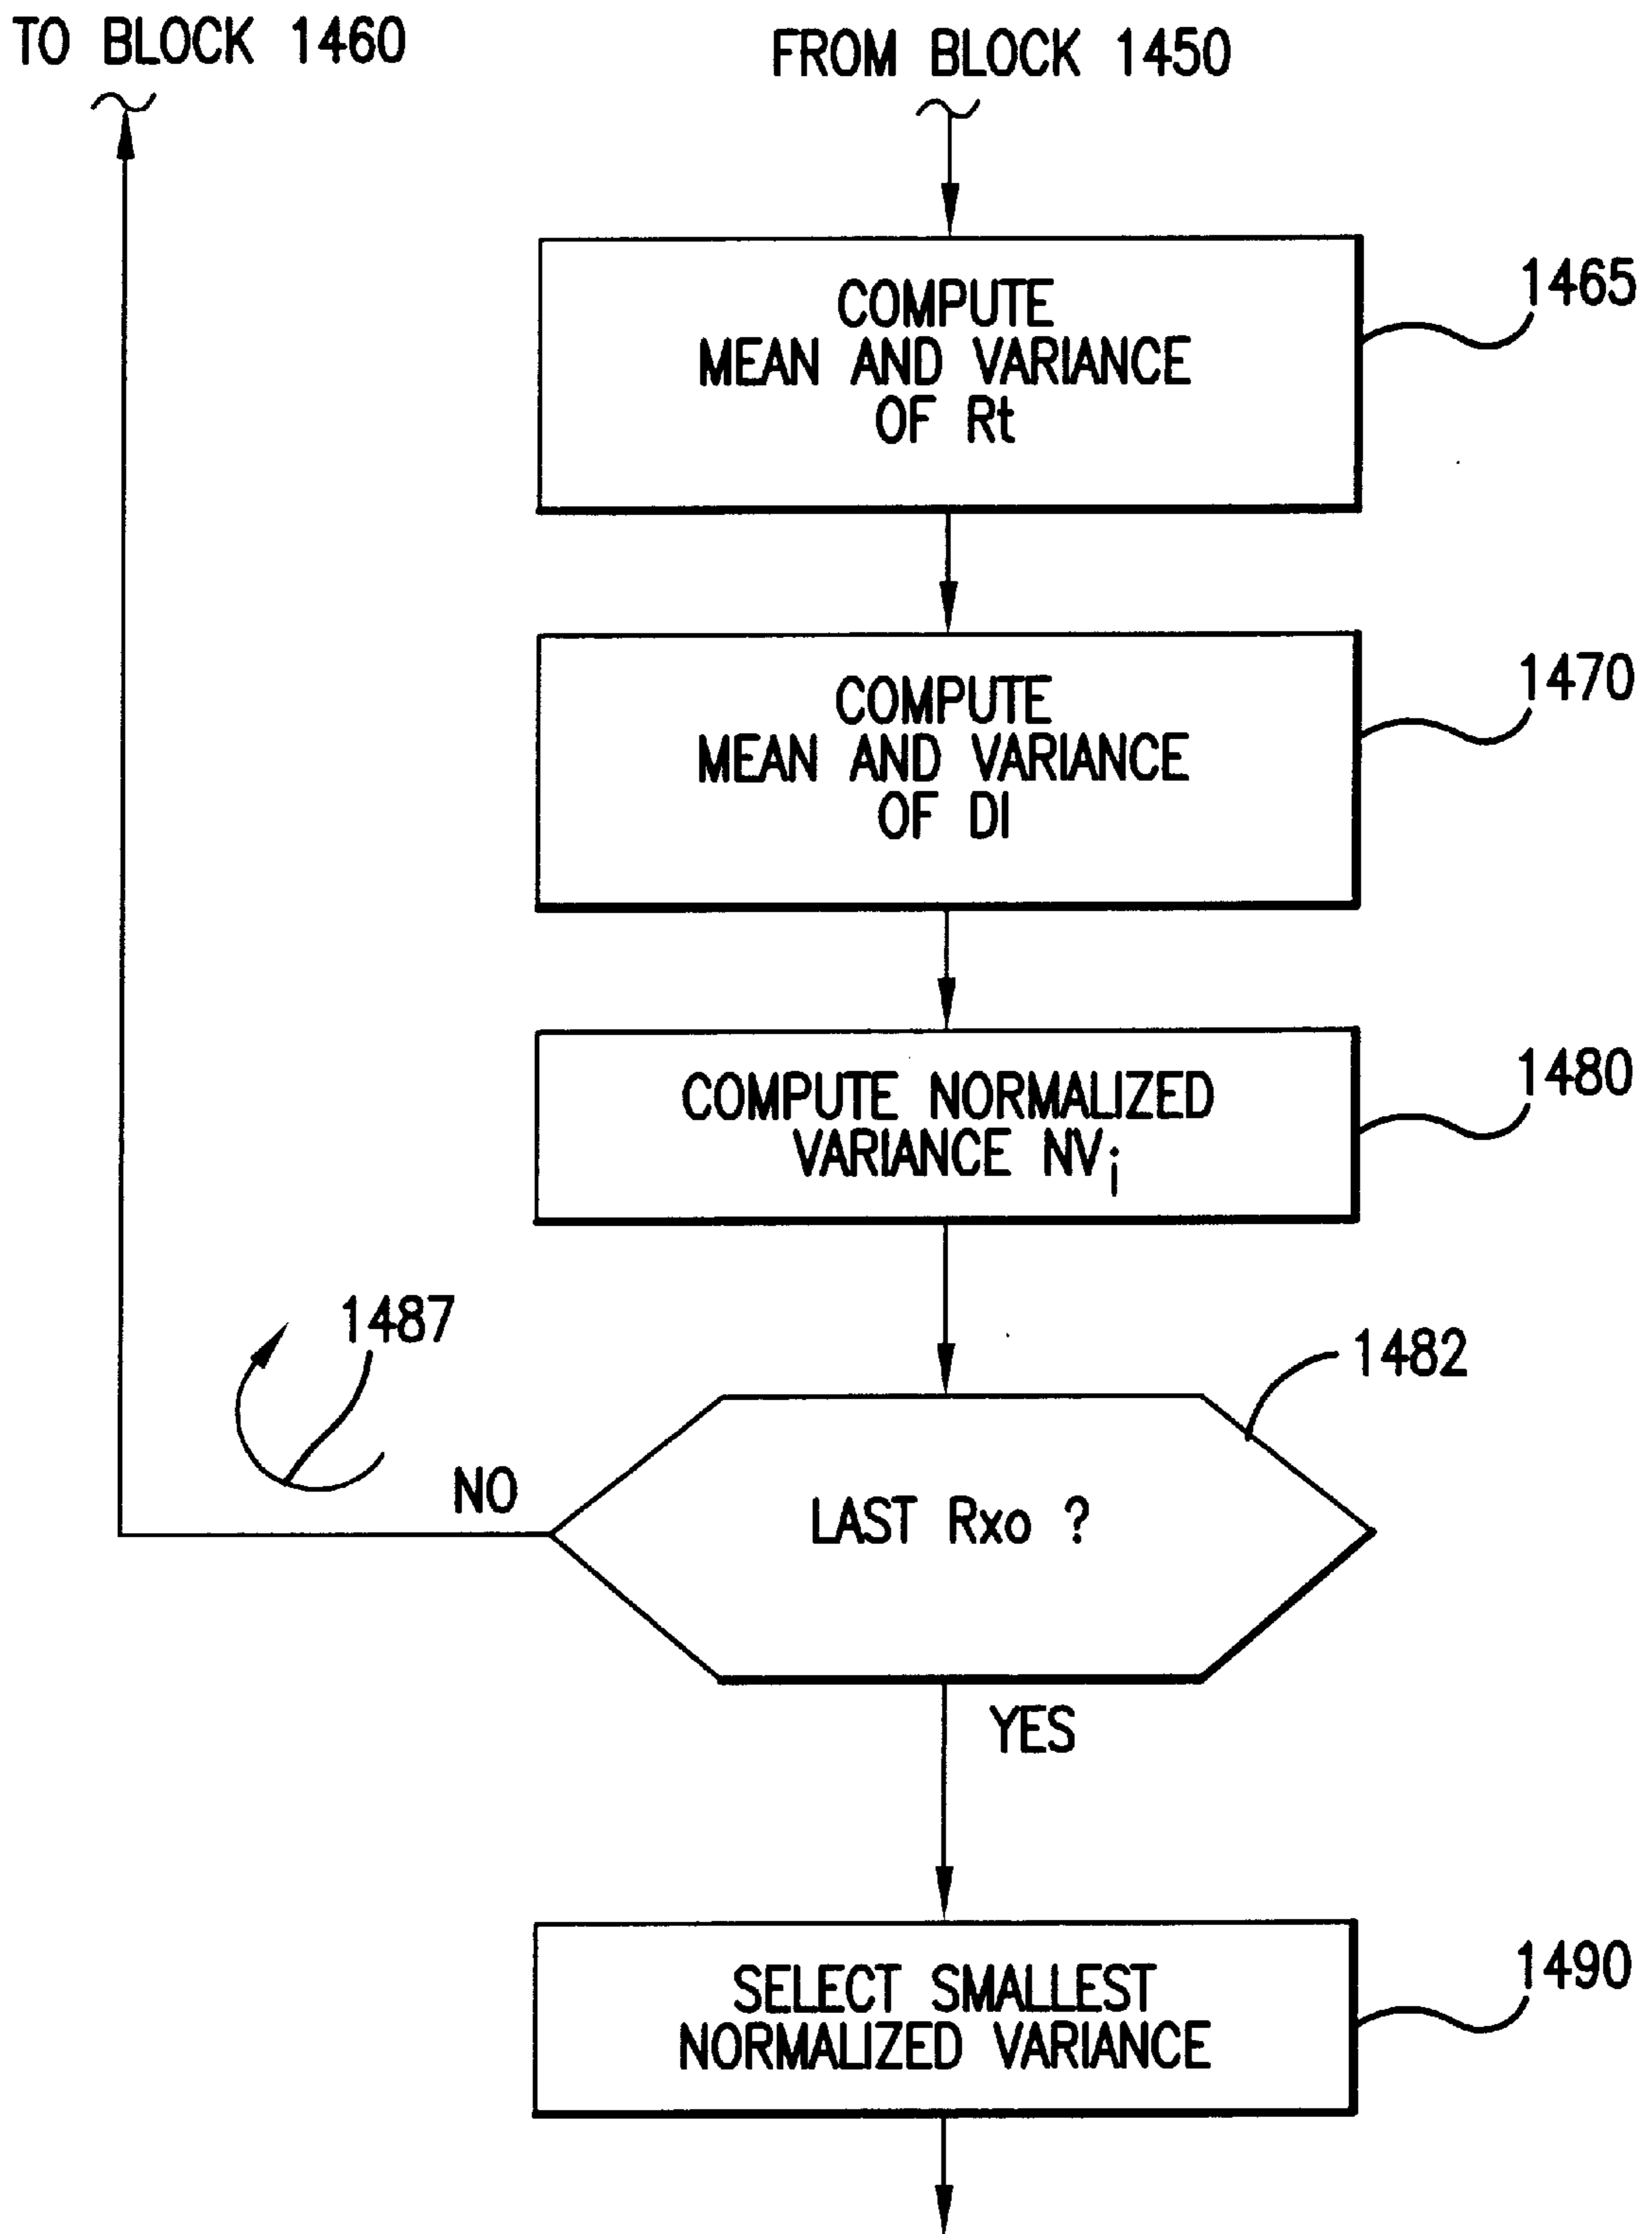 TO BLOCK 1460
FROM BLOCK 1450
COMPUTE
MEAN AND VARIANCE
OF Rt
1465
COMPUTE
MEAN AND VARIANCE
OF DI
1470
COMPUTE NORMALIZED
VARIANCE NVi
1480
1487
1482
NO
LAST Rxo ?
YES
SELECT SMALLEST
NORMALIZED VARIANCE
1490